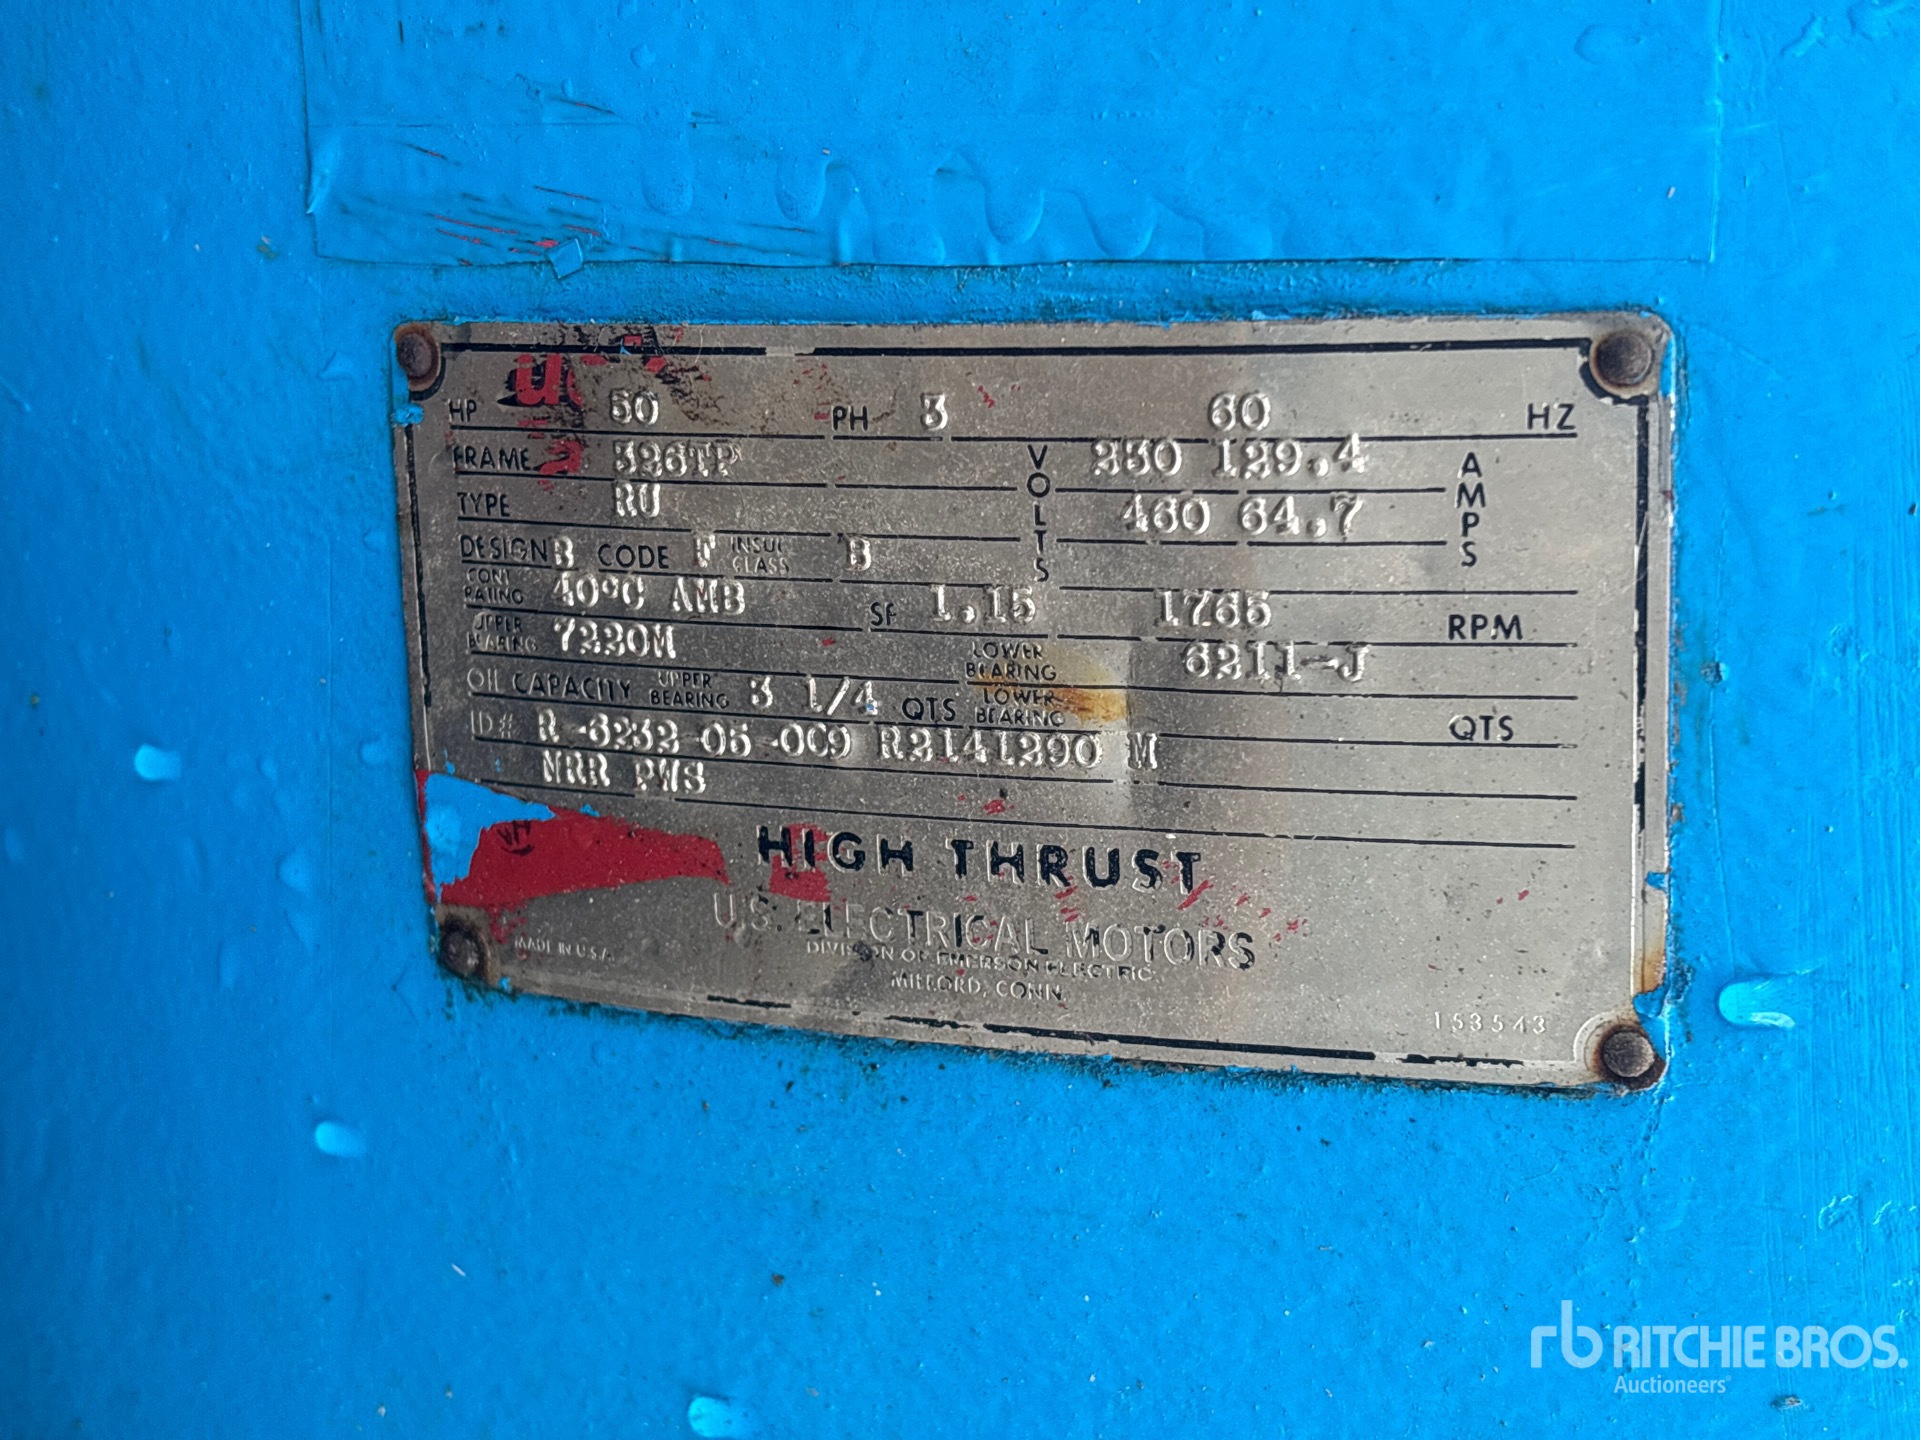 HP 50 PH 3 60 HZ
FRAME 326TP VOLTS 230 129.4 AMPS
TYPE RU 460 64.7
DESIGN B CODE F INSUL CLASS B
CONT RATING 40°C AMB SF 1.15 1765 RPM
UPPER BEARING 7220M LOWER BEARING 6211-J
OIL CAPACITY UPPER BEARING 3 1/4 QTS LOWER BEARING QTS
ID# R-6232-05-009 R2141290 M
NRR PWS
HIGH THRUST
U.S. ELECTRICAL MOTORS
DIVISION OF EMERSON ELECTRIC
MADE IN U.S.A. MILFORD, CONN.
153543
rb RITCHIE BROS.
Auctioneers